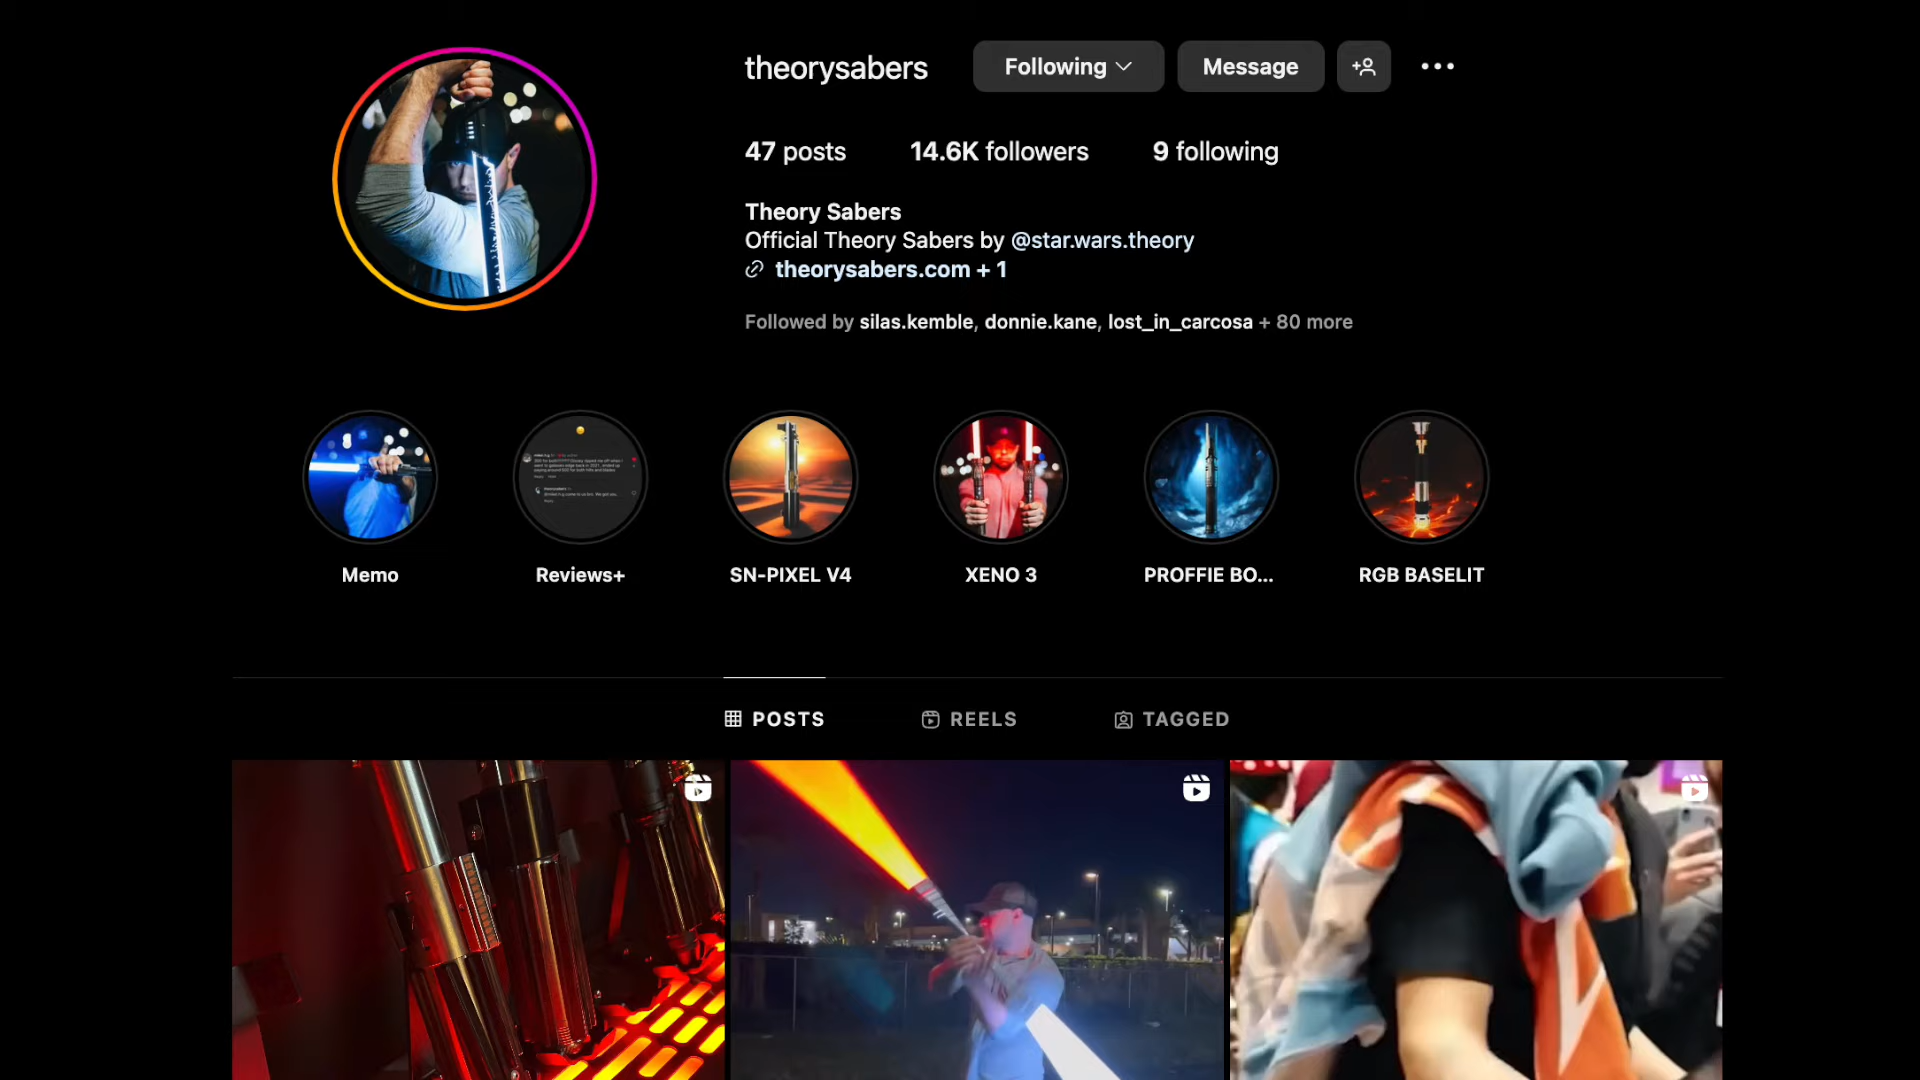 theorysabers
Following
Message
47 posts
14.6K followers
9 following
Theory Sabers
Official Theory Sabers by @star.wars.theory
theorysabers.com + 1
Followed by silas.kemble, donnie.kane, lost_in_carcosa + 80 more
Memo
Reviews+
SN-PIXEL V4
XENO 3
PROFFIE BO...
RGB BASELIT
POSTS
REELS
TAGGED